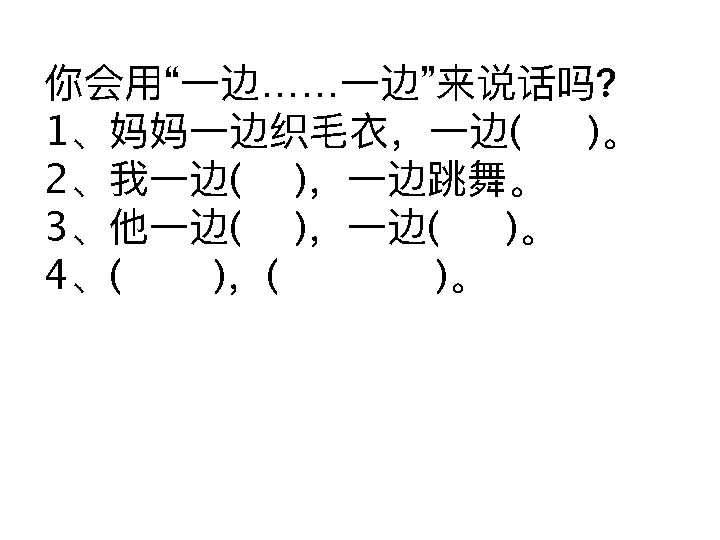 你会用“一边……一边”来说话吗?
1、妈妈一边织毛衣，一边(      )。
2、我一边(     )，一边跳舞。
3、他一边(     )，一边(      )。
4、(         )，(               )。